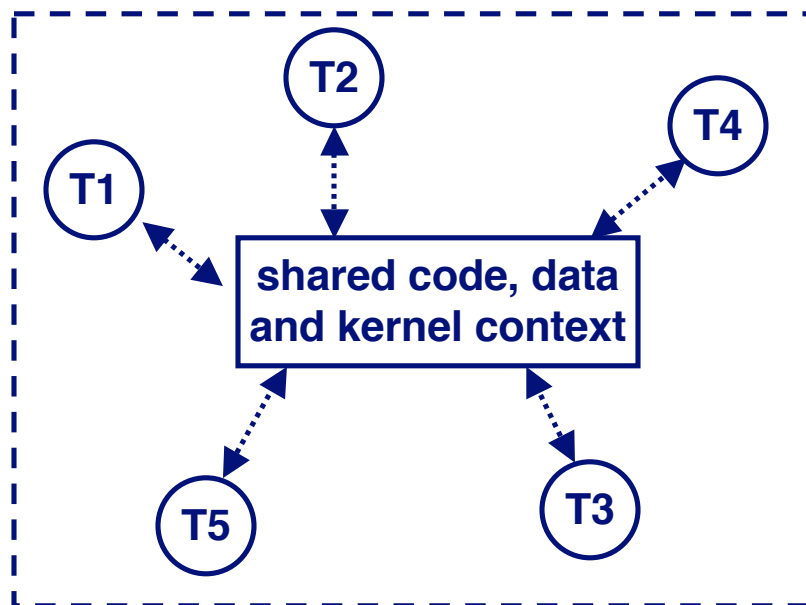 T2
T4
T1
shared code, data
and kernel context
T5
T3